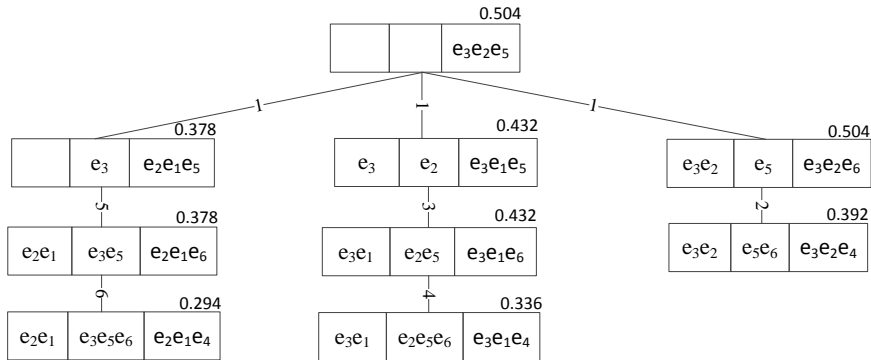 0.504
e₃e₂e₅
1 1 1
0.378 0.432 0.504
e₃ e₂e₁e₅ e₃ e₂ e₃e₁e₅ e₃e₂ e₅ e₃e₂e₆
5 3 2
0.378 0.432 0.392
e₂e₁ e₃e₅ e₂e₁e₆ e₃e₁ e₂e₅ e₃e₁e₆ e₃e₂ e₅e₆ e₃e₂e₄
6 4
0.294 0.336
e₂e₁ e₃e₅e₆ e₂e₁e₄ e₃e₁ e₂e₅e₆ e₃e₁e₄